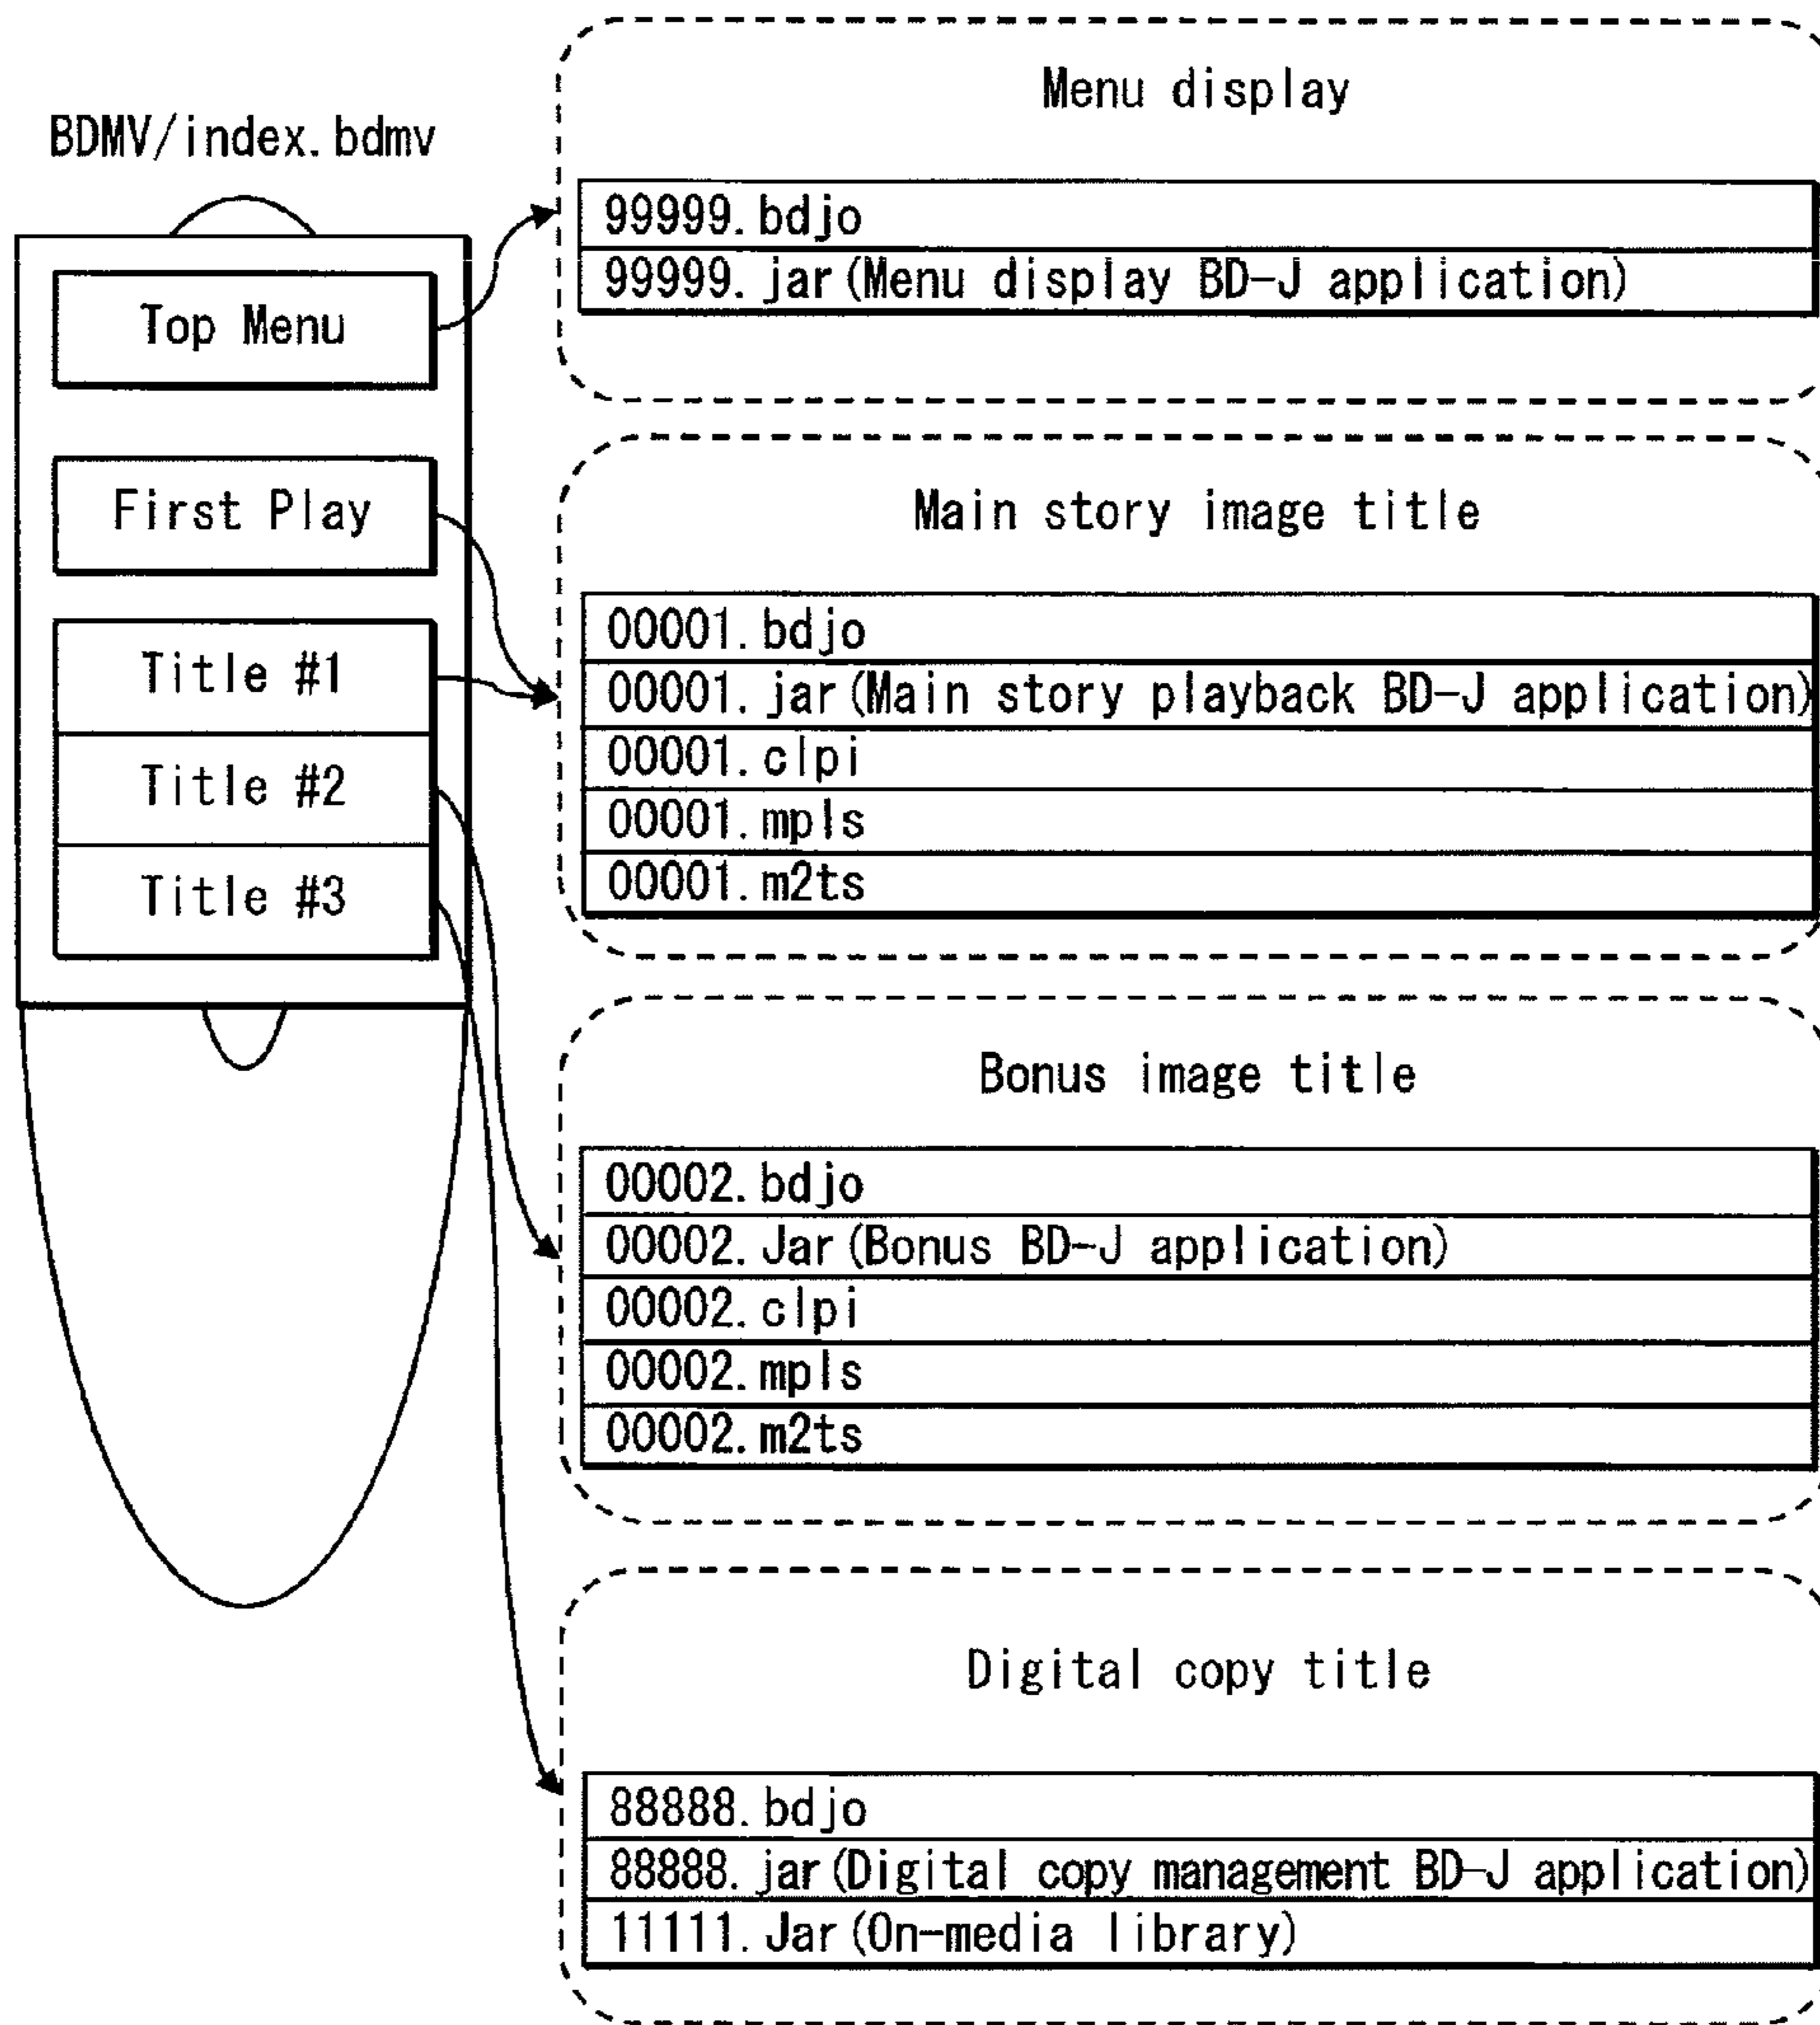 BDMV/index.bdmv
Top Menu
First Play
Title #1
Title #2
Title #3
Menu display
99999.bdjo
99999.jar(Menu display BD-J application)
Main story image title
00001.bdjo
00001.jar(Main story playback BD-J application)
00001.clpi
00001.mpls
00001.m2ts
Bonus image title
00002.bdjo
00002.Jar(Bonus BD-J application)
00002.clpi
00002.mpls
00002.m2ts
Digital copy title
88888.bdjo
88888.jar(Digital copy management BD-J application)
11111.Jar(On-media library)